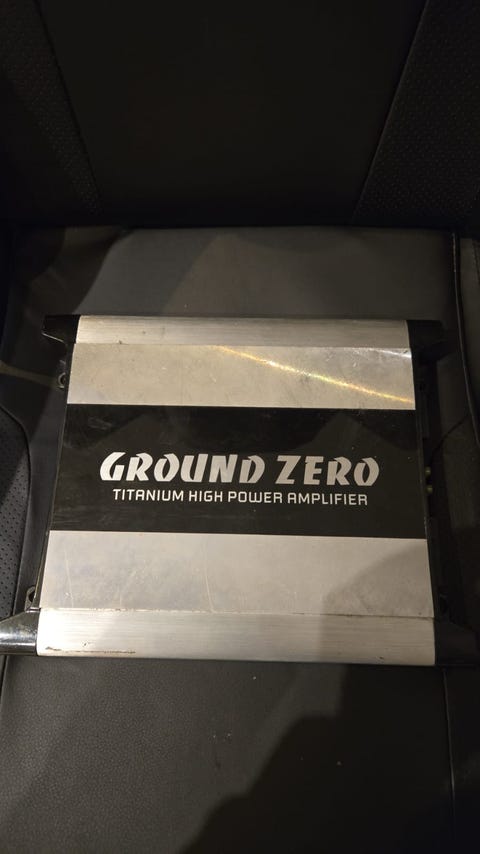 GROUND ZERO
TITANIUM HIGH POWER AMPLIFIER